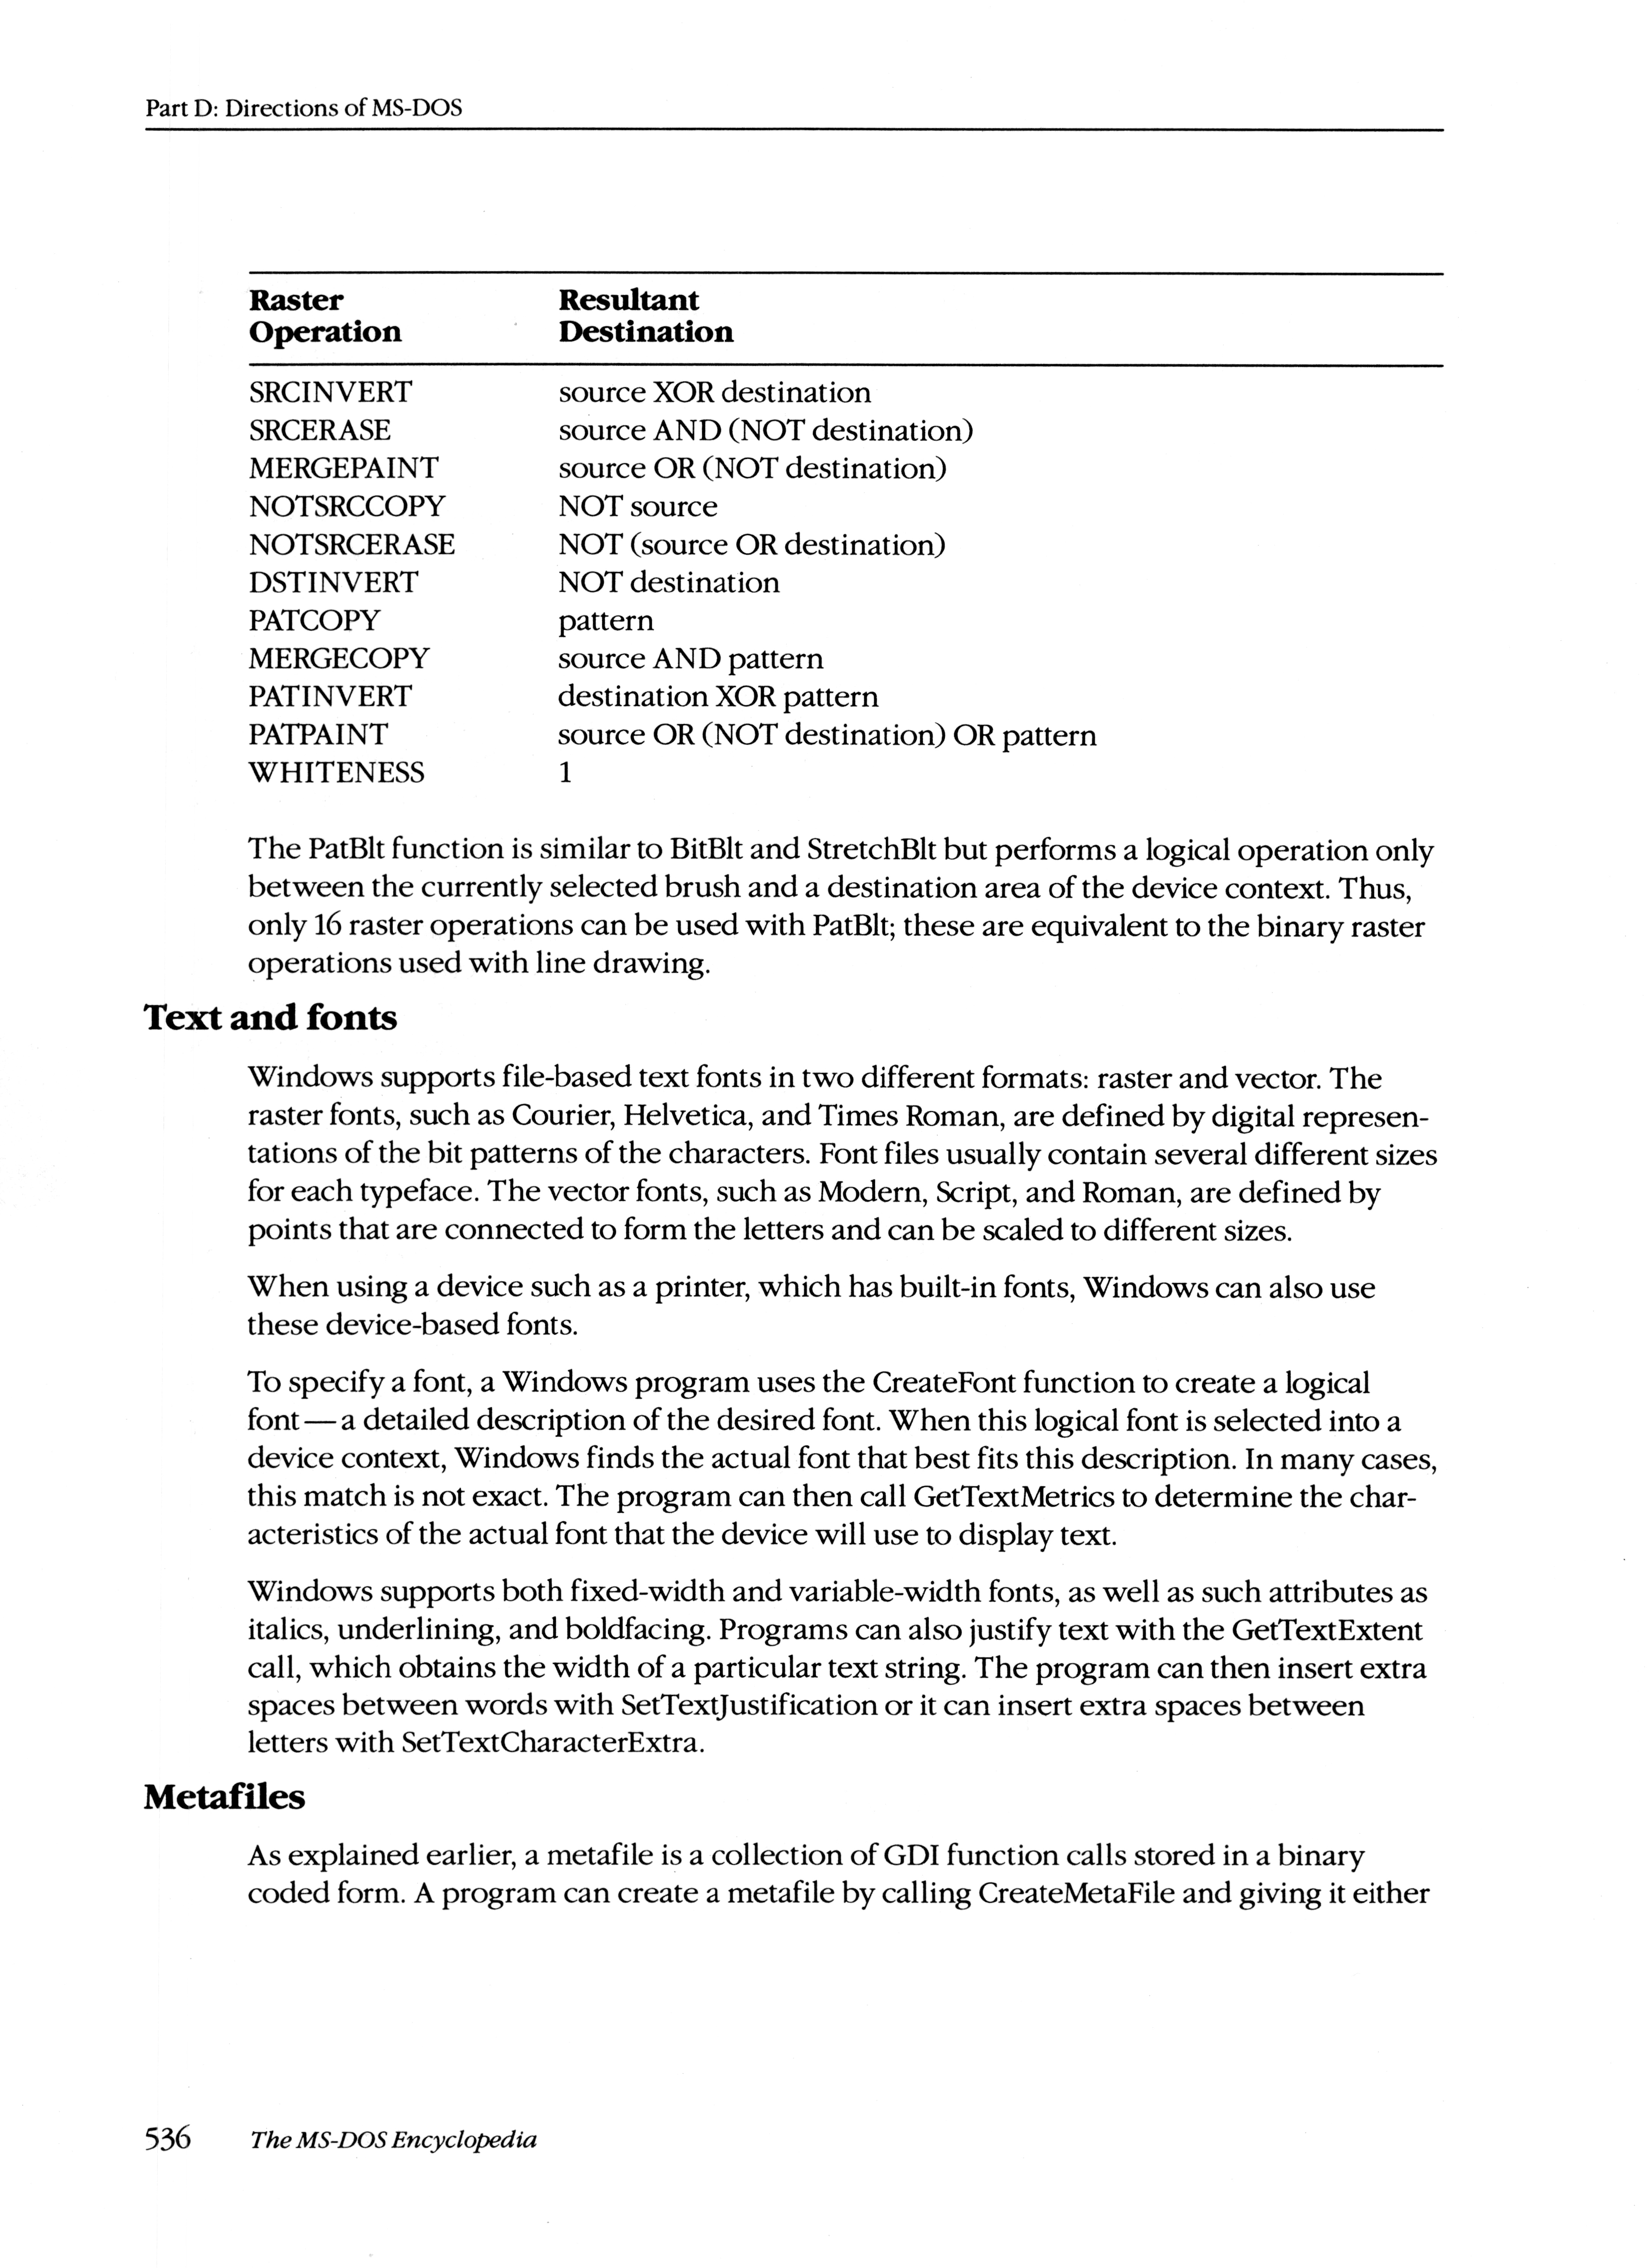 Part D: Directions of MS-DOS
Raster Resultant
Operation Destination
SRCINVERT source XOR destination
SRCERASE source AND (NOT destination)
MERGEPAINT source OR (NOT destination)
NOTSRCCOPY NOT source
NOTSRCERASE NOT (source OR destination)
DSTINVERT NOT destination
PATCOPY pattern
MERGECOPY source AND pattern
PATINVERT destination XOR pattern
PATPAINT source OR (NOT destination) OR pattern
WHITENESS 1
The PatBlt function is similar to BitBlt and StretchBlt but performs a logical operation only
between the currently selected brush and a destination area of the device context. Thus,
only 16 raster operations can be used with PatBlt; these are equivalent to the binary raster
operations used with line drawing.
Text and fonts
Windows supports file-based text fonts in two different formats: raster and vector. The
raster fonts, such as Courier, Helvetica, and Times Roman, are defined by digital represen-
tations of the bit patterns of the characters. Font files usually contain several different sizes
for each typeface. The vector fonts, such as Modern, Script, and Roman, are defined by
points that are connected to form the letters and can be scaled to different sizes.
When using a device such as a printer, which has built-in fonts, Windows can also use
these device-based fonts.
To specify a font, a Windows program uses the CreateFont function to create a logical
font — a detailed description of the desired font. When this logical font is selected into a
device context, Windows finds the actual font that best fits this description. In many cases,
this match is not exact. The program can then call GetTextMetrics to determine the char-
acteristics of the actual font that the device will use to display text.
Windows supports both fixed-width and variable-width fonts, as well as such attributes as
italics, underlining, and boldfacing. Programs can also justify text with the GetTextExtent
call, which obtains the width of a particular text string. The program can then insert extra
spaces between words with SetTextJustification or it can insert extra spaces between
letters with SetTextCharacterExtra.
Metafiles
As explained earlier, a metafile is a collection of GDI function calls stored in a binary
coded form. A program can create a metafile by calling CreateMetaFile and giving it either
536 The MS-DOS Encyclopedia